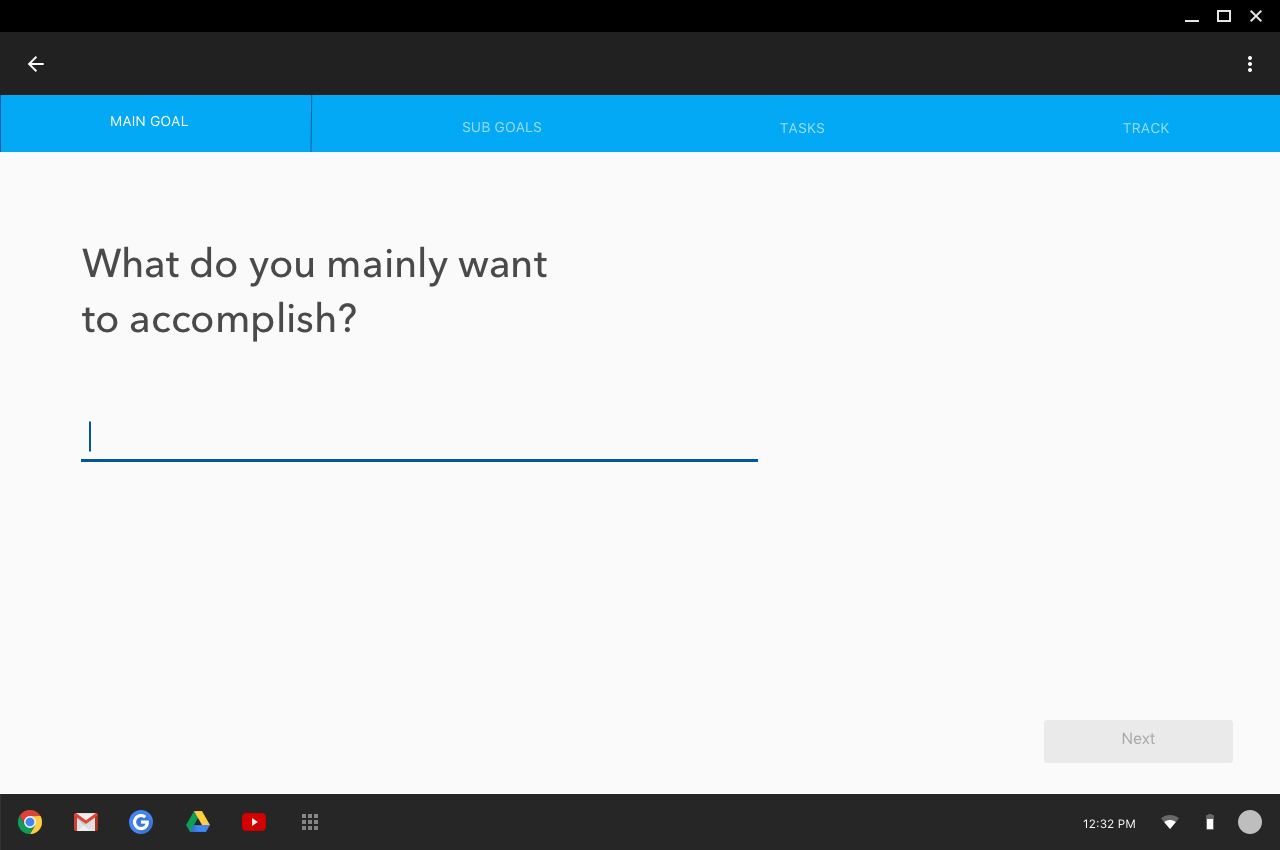 MAIN GOAL
SUB GOALS
TASKS
TRACK
What do you mainly want
to accomplish?
Next
12:32 PM